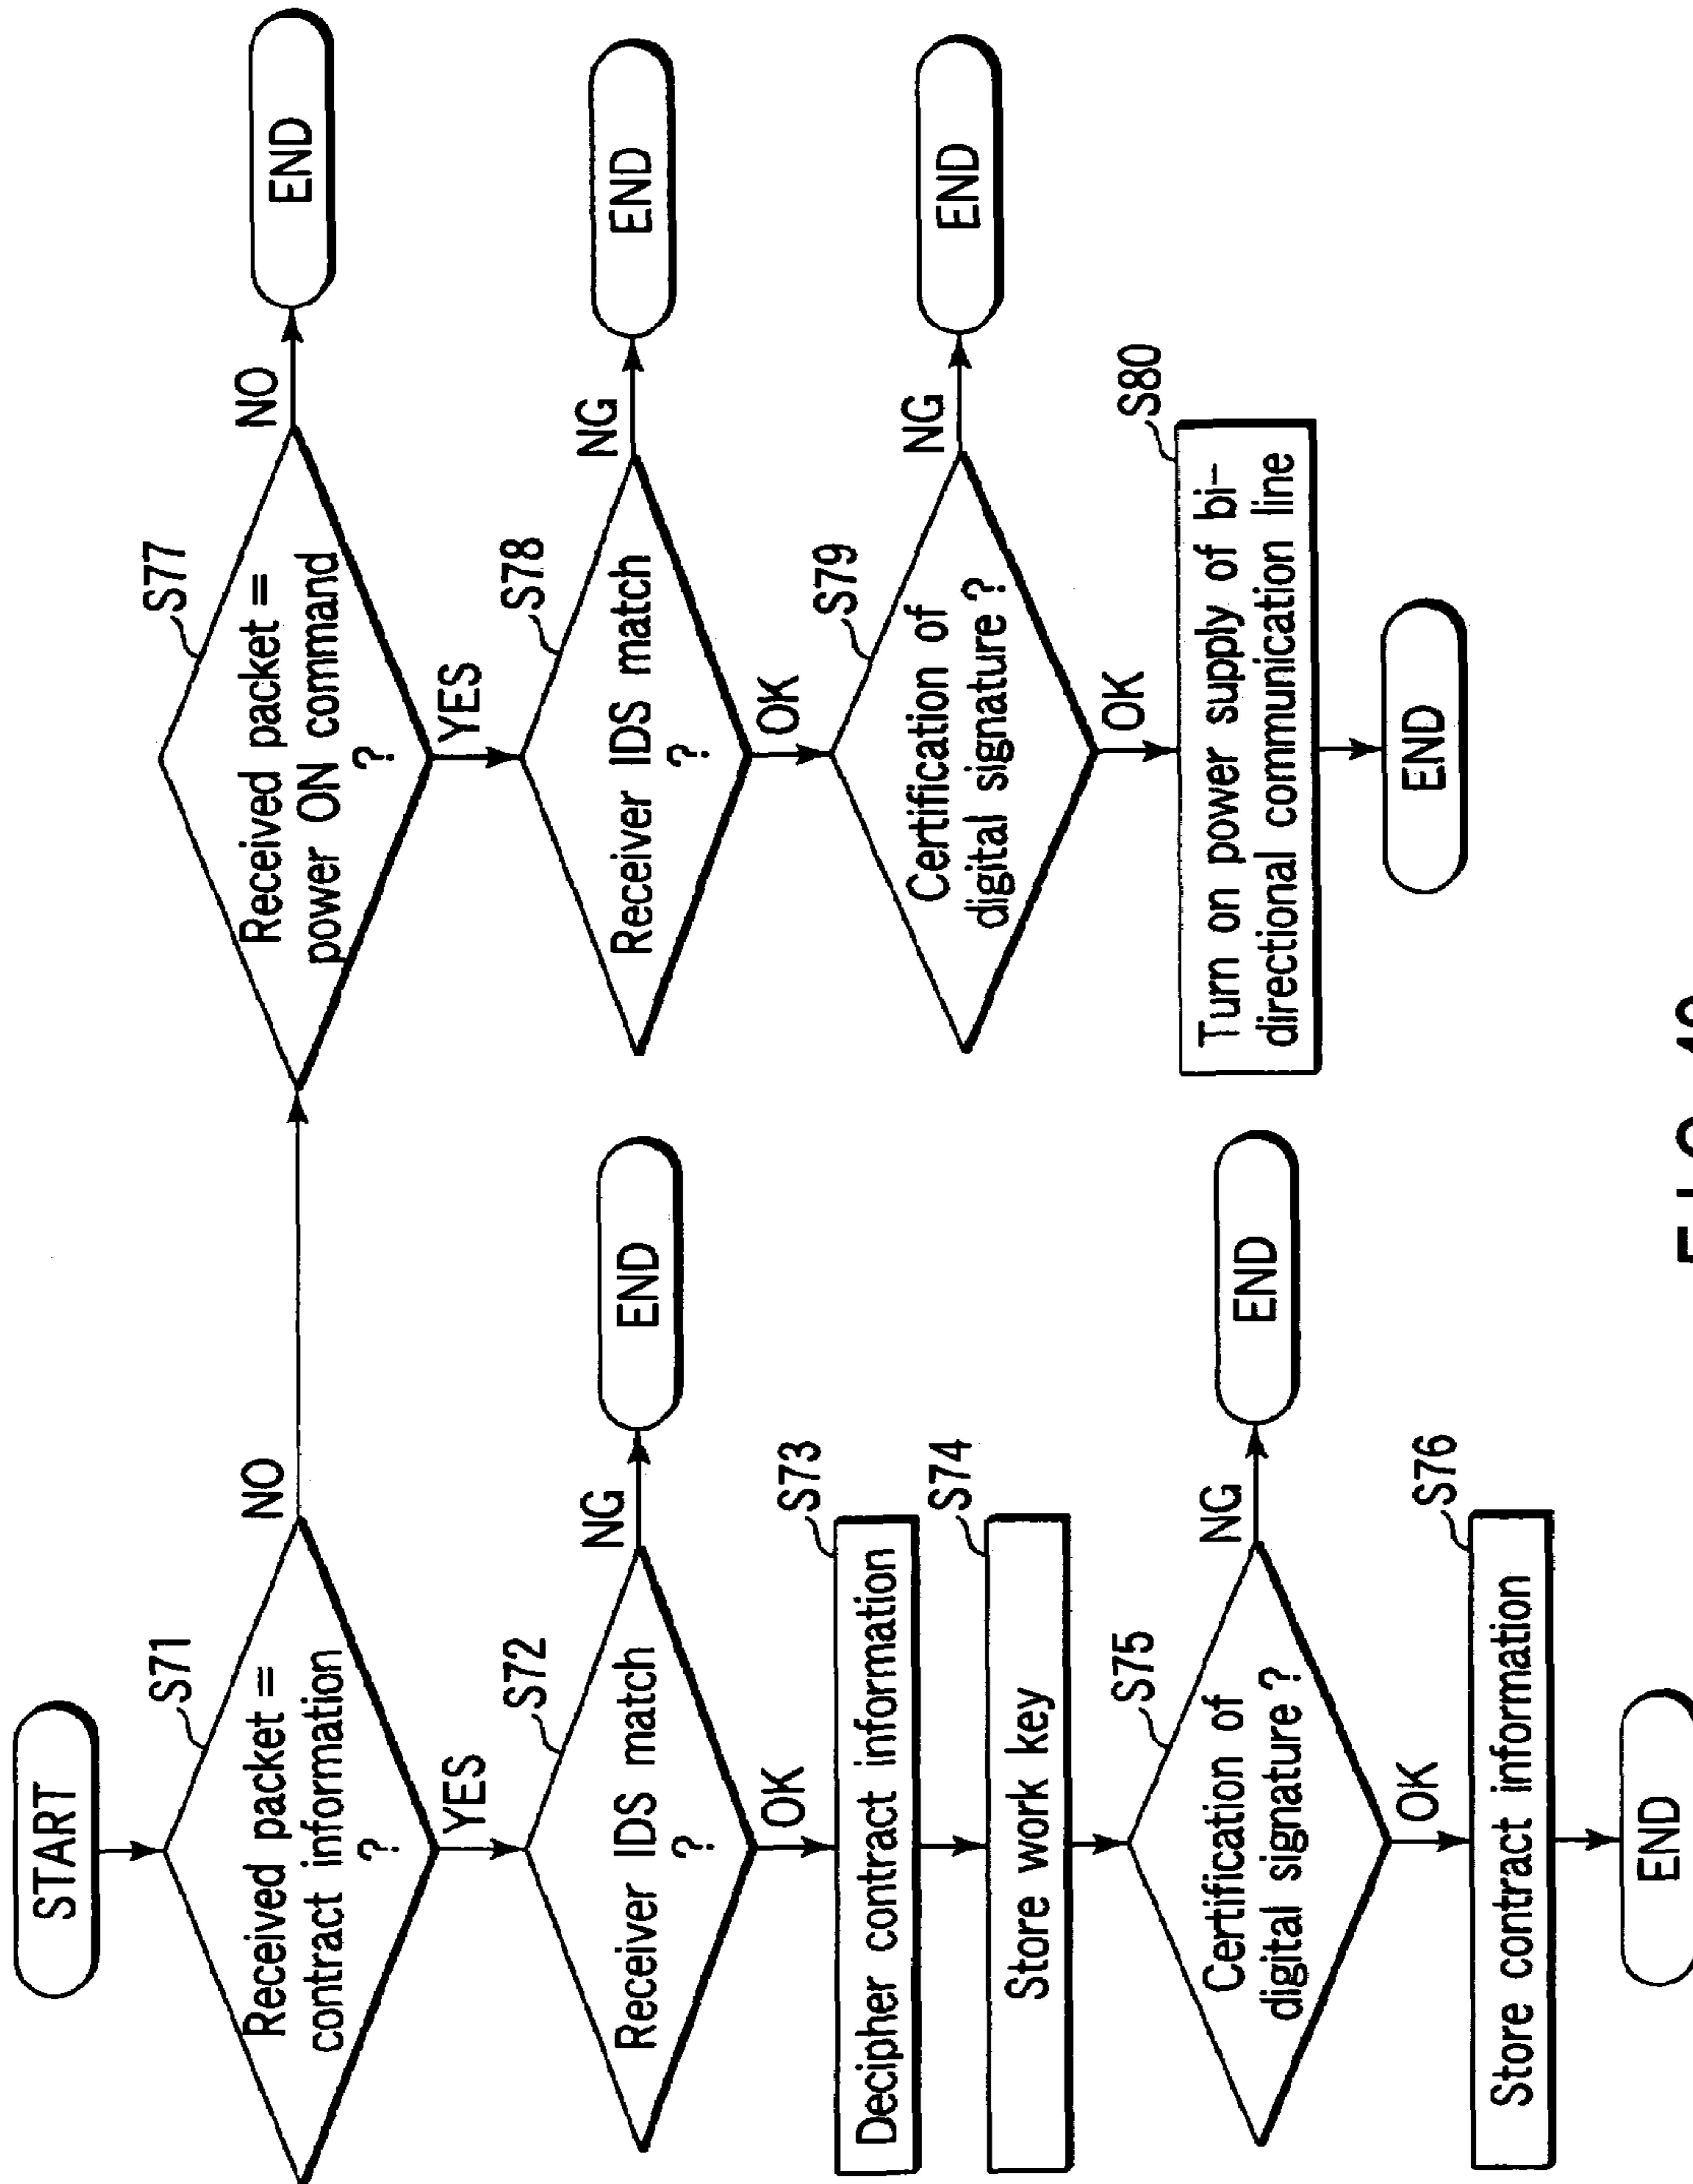 START
S71
Received packet =
contract information
?
NO
YES
S72
Receiver IDS match
?
NG
END
OK
S73
Decipher contract information
S74
Store work key
S75
Certification of
digital signature ?
NG
END
OK
S76
Store contract information
END
S77
Received packet =
power ON command
?
NO
END
YES
S78
Receiver IDS match
?
NG
END
OK
S79
Certification of
digital signature ?
NG
END
OK
S80
Turn on power supply of bi-
directional communication line
END